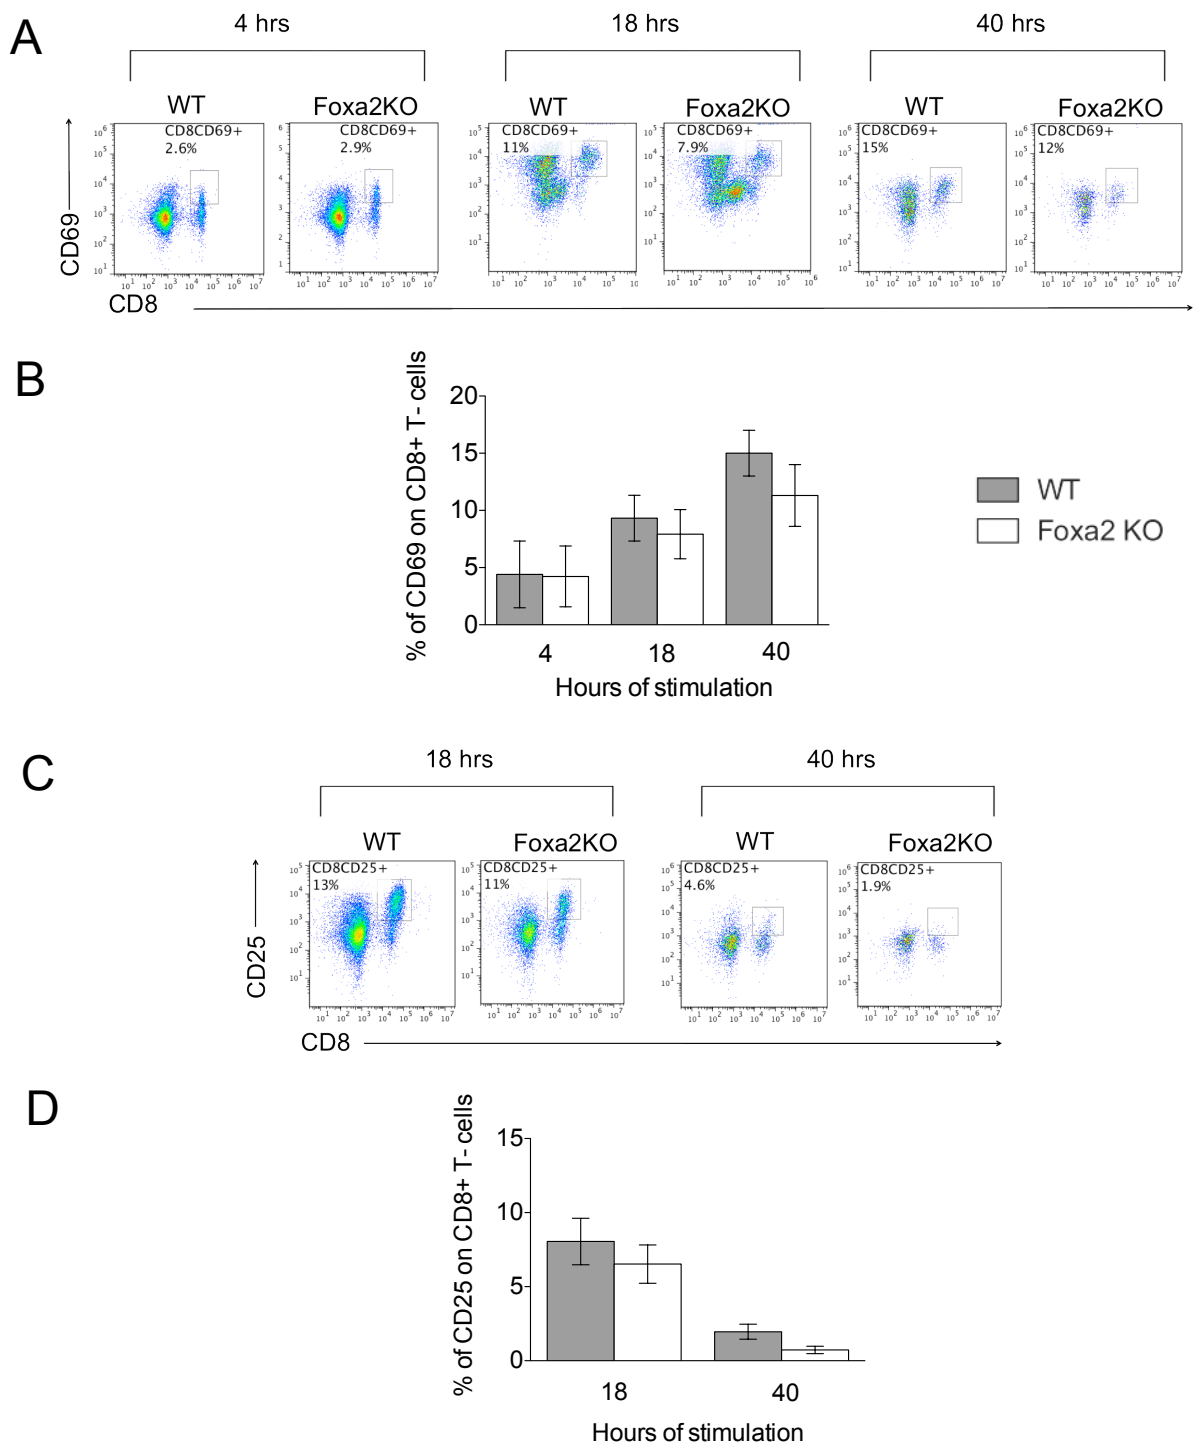 A
4 hrs
18 hrs
40 hrs
WT
Foxa2KO
WT
Foxa2KO
WT
Foxa2KO
CD8CD69+
2.6%
CD8CD69+
2.9%
CD8CD69+
11%
CD8CD69+
7.9%
CD8CD69+
15%
CD8CD69+
12%
CD69
CD8
B
% of CD69 on CD8+ T- cells
20
15
10
5
0
4
18
40
Hours of stimulation
WT
Foxa2 KO
C
18 hrs
40 hrs
WT
Foxa2KO
WT
Foxa2KO
CD8CD25+
13%
CD8CD25+
11%
CD8CD25+
4.6%
CD8CD25+
1.9%
CD25
CD8
D
% of CD25 on CD8+ T- cells
15
10
5
0
18
40
Hours of stimulation